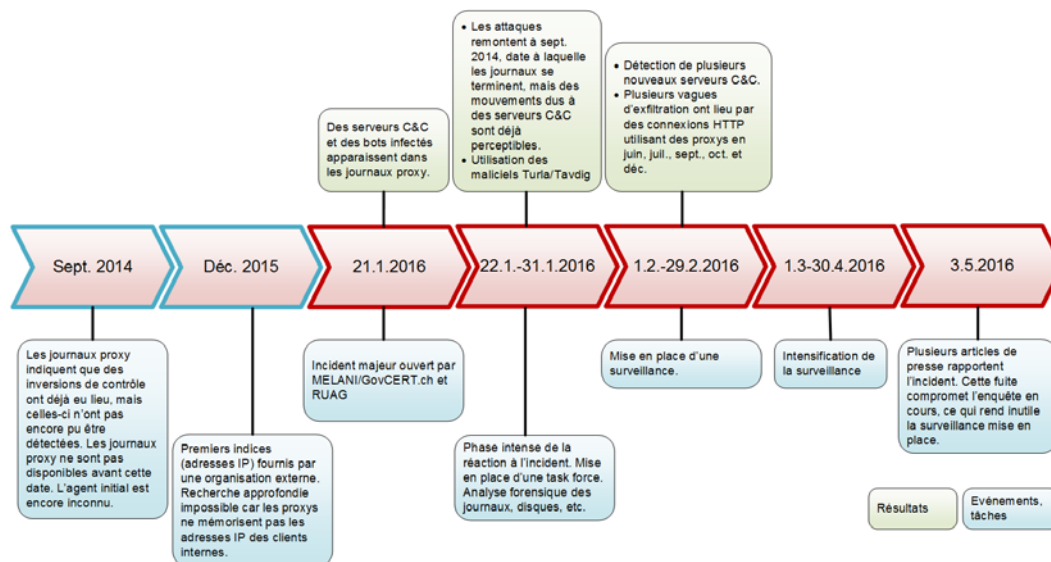 Des serveurs C&C
et des bots infectés
apparaissent dans
les journaux proxy.
• Les attaques
remontent à sept.
2014, date à laquelle
les journaux se
terminent, mais des
mouvements dus à
des serveurs C&C
sont déjà
perceptibles.
• Utilisation des
maliciels Turla/Tavdig
• Détection de plusieurs
nouveaux serveurs C&C.
• Plusieurs vagues
d'exfiltration ont lieu par
des connexions HTTP
utilisant des proxys en
juin, juil., sept., oct. et
déc.
Sept. 2014
Déc. 2015
21.1.2016
22.1.-31.1.2016
1.2.-29.2.2016
1.3-30.4.2016
3.5.2016
Les journaux proxy
indiquent que des
inversions de contrôle
ont déjà eu lieu, mais
celles-ci n'ont pas
encore pu être
détectées. Les journaux
proxy ne sont pas
disponibles avant cette
date. L'agent initial est
encore inconnu.
Premiers indices
(adresses IP) fournis par
une organisation externe.
Recherche approfondie
impossible car les proxys
ne mémorisent pas les
adresses IP des clients
internes.
Incident majeur ouvert par
MELANI/GovCERT.ch et
RUAG
Phase intense de la
réaction à l'incident. Mise
en place d'une task force.
Analyse forensique des
journaux, disques, etc.
Mise en place d'une
surveillance.
Intensification de
la surveillance
Plusieurs articles de
presse rapportent
l'incident. Cette fuite
compromet l'enquête en
cours, ce qui rend inutile
la surveillance mise en
place.
Résultats
Evénements,
tâches